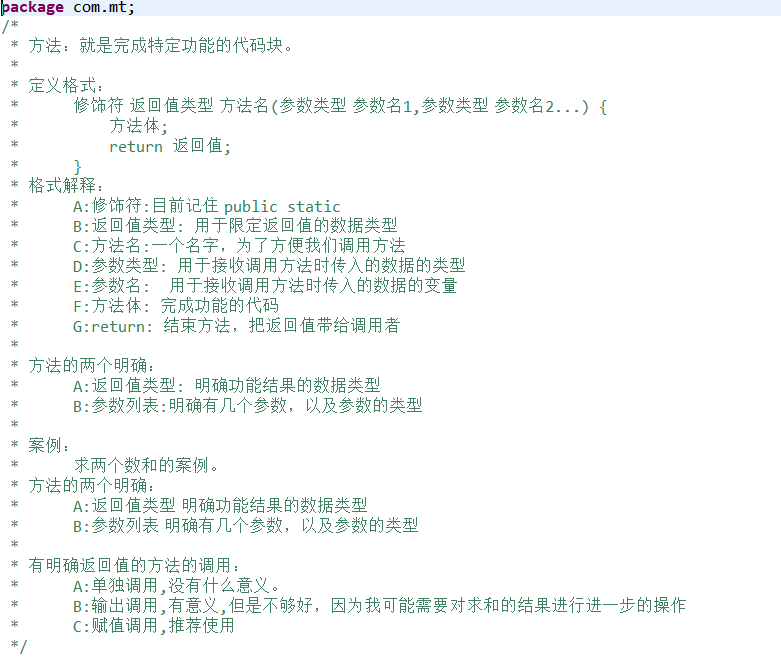 package com.mt;
/*
 * 方法：就是完成特定功能的代码块。
 *
 * 定义格式：
 *      修饰符 返回值类型 方法名(参数类型 参数名1,参数类型 参数名2...) {
 *          方法体;
 *          return 返回值;
 *      }
 * 格式解释：
 *      A:修饰符:目前记住 public static
 *      B:返回值类型: 用于限定返回值的数据类型
 *      C:方法名:一个名字，为了方便我们调用方法
 *      D:参数类型: 用于接收调用方法时传入的数据的类型
 *      E:参数名:  用于接收调用方法时传入的数据的变量
 *      F:方法体: 完成功能的代码
 *      G:return: 结束方法，把返回值带给调用者
 *
 * 方法的两个明确：
 *      A:返回值类型: 明确功能结果的数据类型
 *      B:参数列表:明确有几个参数，以及参数的类型
 *
 * 案例：
 *      求两个数和的案例。
 * 方法的两个明确：
 *      A:返回值类型 明确功能结果的数据类型
 *      B:参数列表 明确有几个参数，以及参数的类型
 *
 * 有明确返回值的方法的调用：
 *      A:单独调用,没有什么意义。
 *      B:输出调用,有意义,但是不够好，因为我可能需要对求和的结果进行进一步的操作
 *      C:赋值调用,推荐使用
 */